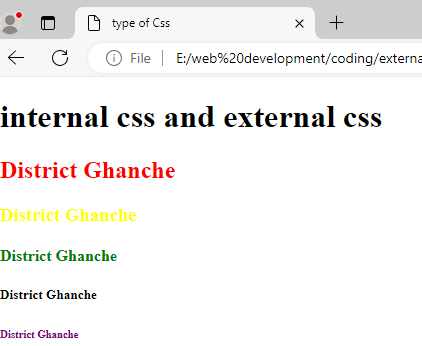 type of Css
File E:/web%20development/coding/externa
internal css and external css
District Ghanche
District Ghanche
District Ghanche
District Ghanche
District Ghanche